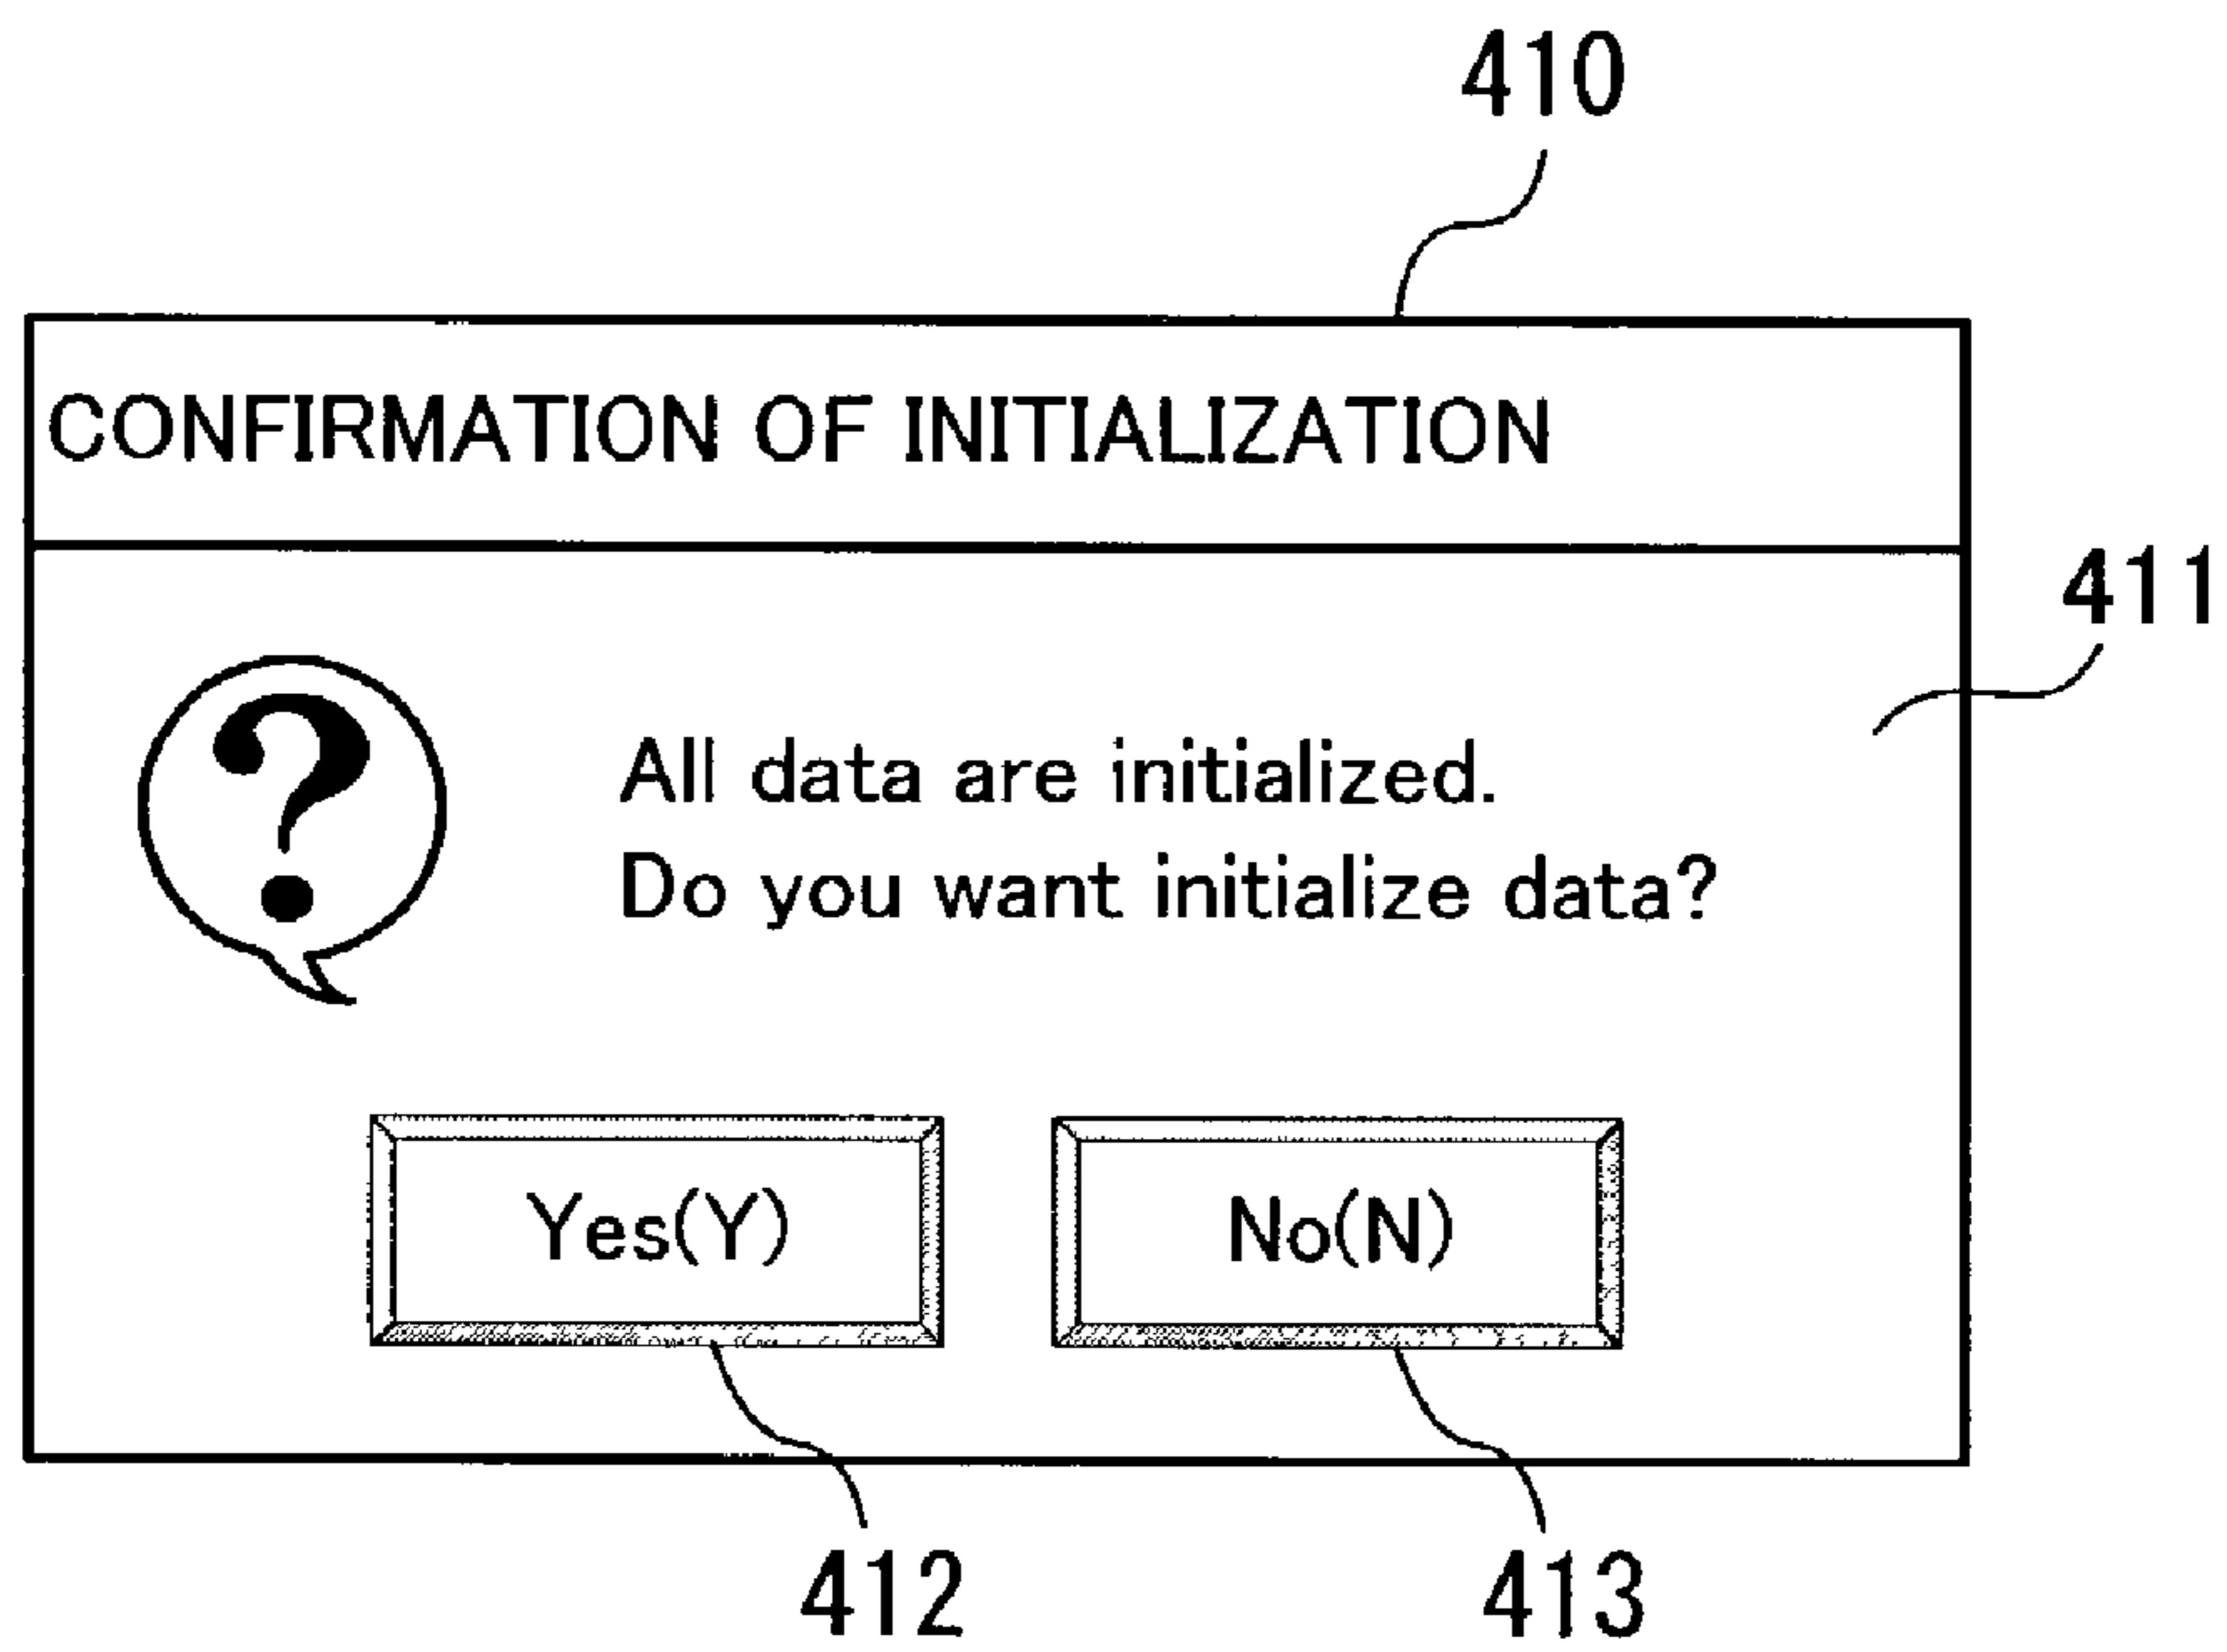 410
CONFIRMATION OF INITIALIZATION
411
?
All data are initialized.
Do you want initialize data?
Yes(Y)
No(N)
412
413